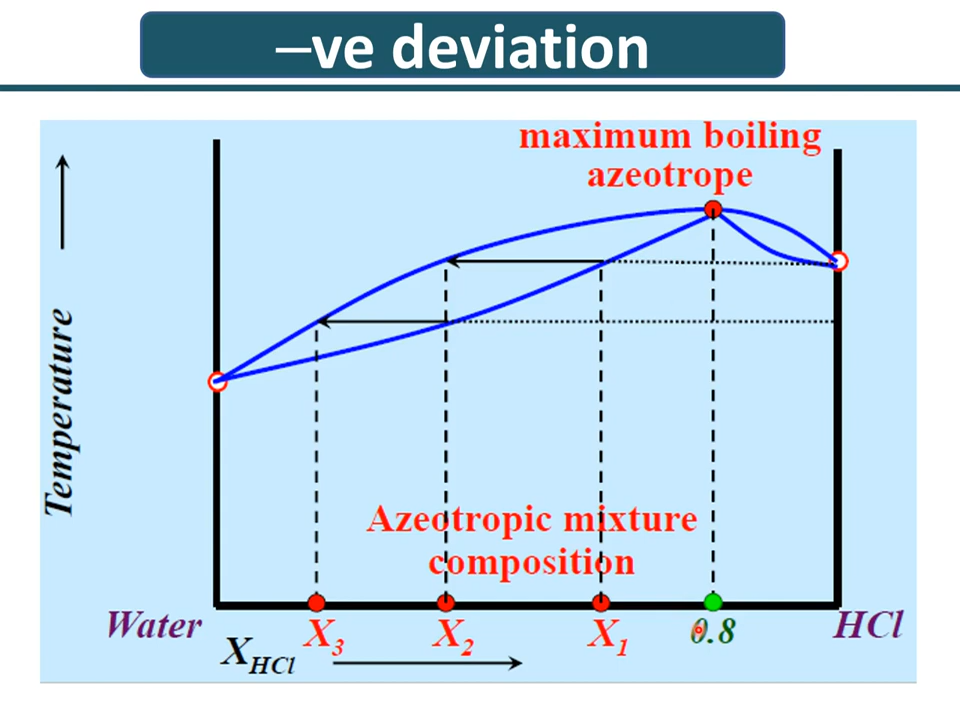 –ve deviation
maximum boiling
azeotrope
Temperature
Azeotropic mixture
composition
Water
X3
X2
X1
0.8
HCl
XHCl